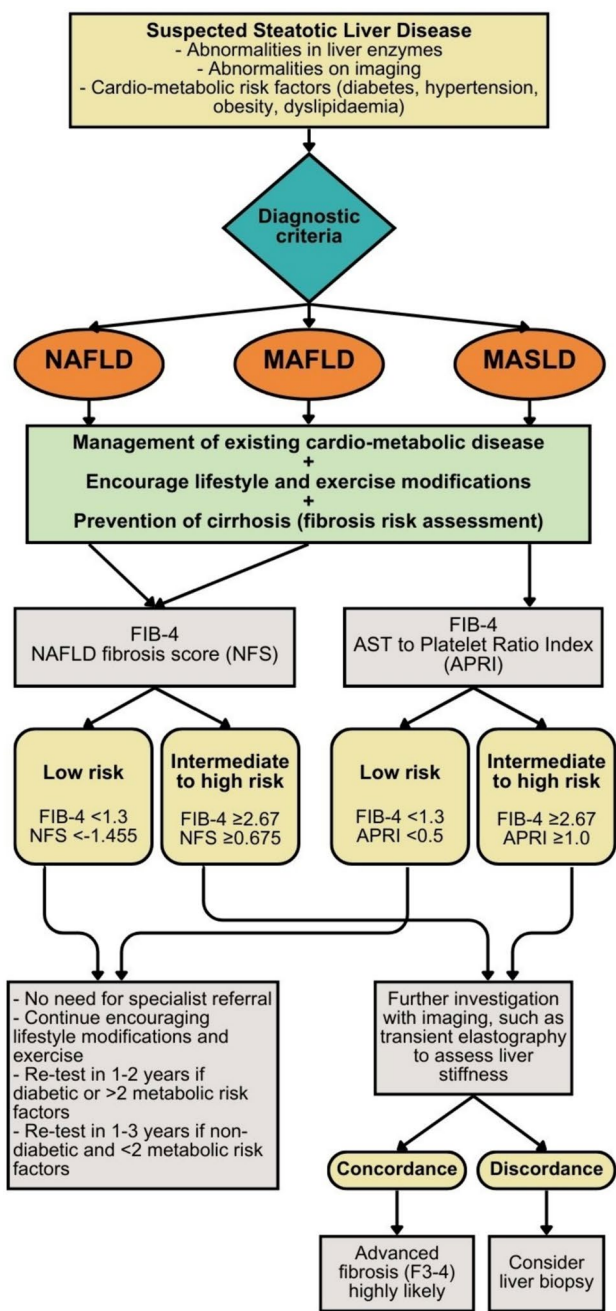 Suspected Steatotic Liver Disease
- Abnormalities in liver enzymes
- Abnormalities on imaging
- Cardio-metabolic risk factors (diabetes, hypertension,
obesity, dyslipidaemia)
Diagnostic
criteria
NAFLD
MAFLD
MASLD
Management of existing cardio-metabolic disease
+
Encourage lifestyle and exercise modifications
+
Prevention of cirrhosis (fibrosis risk assessment)
FIB-4
NAFLD fibrosis score (NFS)
FIB-4
AST to Platelet Ratio Index
(APRI)
Low risk
FIB-4 <1.3
NFS <-1.455
Intermediate
to high risk
FIB-4 ≥2.67
NFS ≥0.675
Low risk
FIB-4 <1.3
APRI <0.5
Intermediate
to high risk
FIB-4 ≥2.67
APRI ≥1.0
- No need for specialist referral
- Continue encouraging
lifestyle modifications and
exercise
- Re-test in 1-2 years if
diabetic or >2 metabolic risk
factors
- Re-test in 1-3 years if non-
diabetic and <2 metabolic risk
factors
Further investigation
with imaging, such as
transient elastography
to assess liver
stiffness
Concordance
Discordance
Advanced
fibrosis (F3-4)
highly likely
Consider
liver biopsy